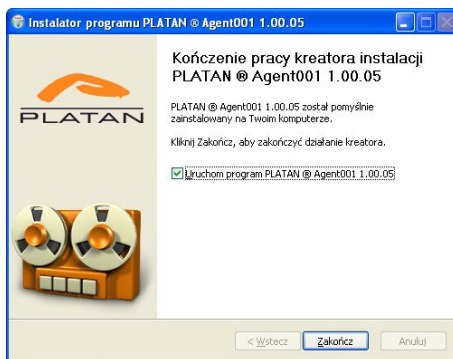 Instalator programu PLATAN ® Agent001 1.00.05
Kończenie pracy kreatora instalacji
PLATAN ® Agent001 1.00.05
PLATAN
PLATAN ® Agent001 1.00.05 został pomyślnie
zainstalowany na Twoim komputerze.
Kliknij Zakończ, aby zakończyć działanie kreatora.
Uruchom program PLATAN ® Agent001 1.00.05
< Wstecz
Zakończ
Anuluj